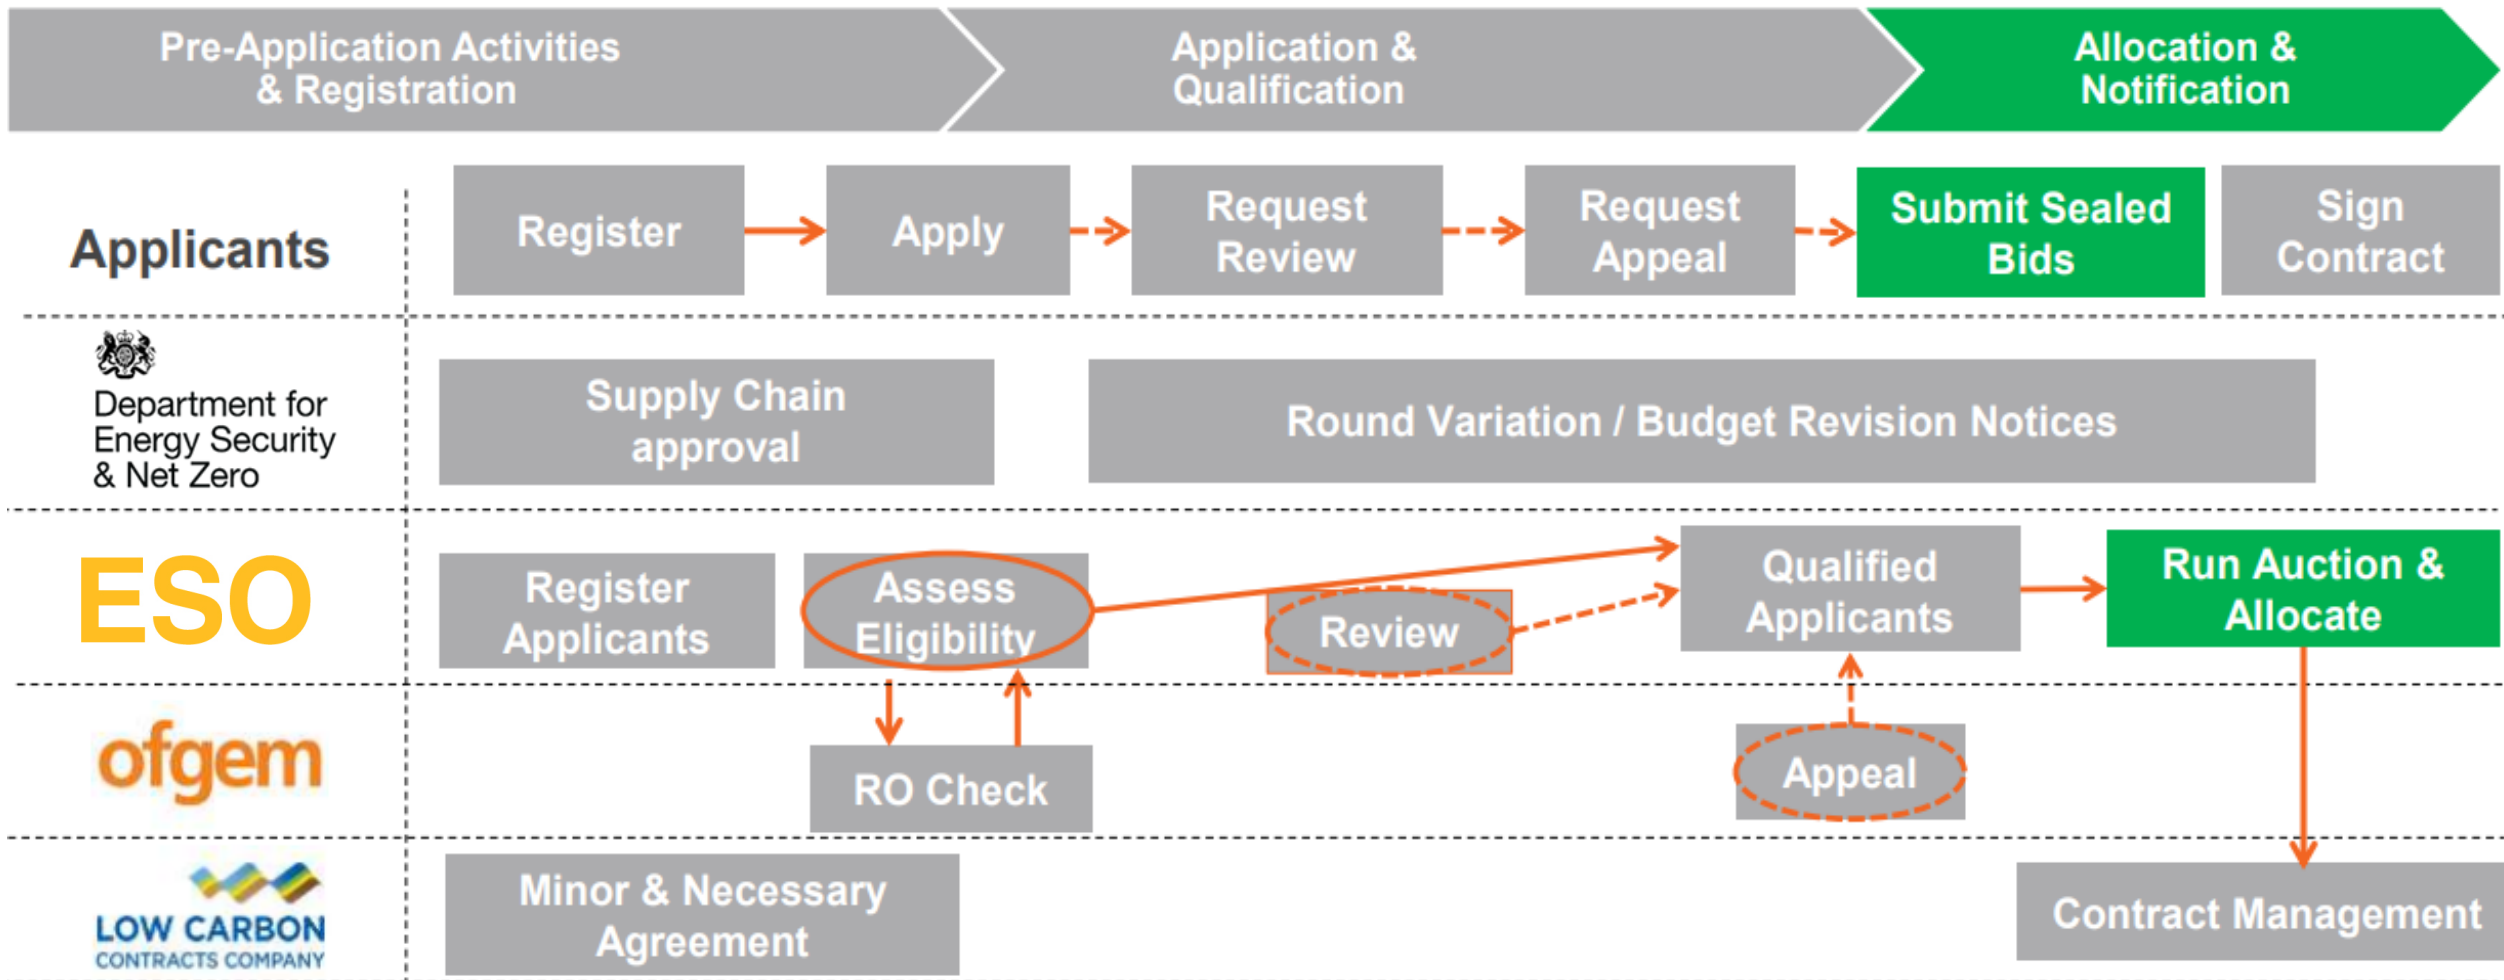 Pre-Application Activities
& Registration
Application &
Qualification
Allocation &
Notification
Applicants
Register
Apply
Request
Review
Request
Appeal
Submit Sealed
Bids
Sign
Contract
Department for
Energy Security
& Net Zero
Supply Chain
approval
Round Variation / Budget Revision Notices
ESO
Register
Applicants
Assess
Eligibility
Review
Qualified
Applicants
Run Auction &
Allocate
ofgem
RO Check
Appeal
LOW CARBON
CONTRACTS COMPANY
Minor & Necessary
Agreement
Contract Management